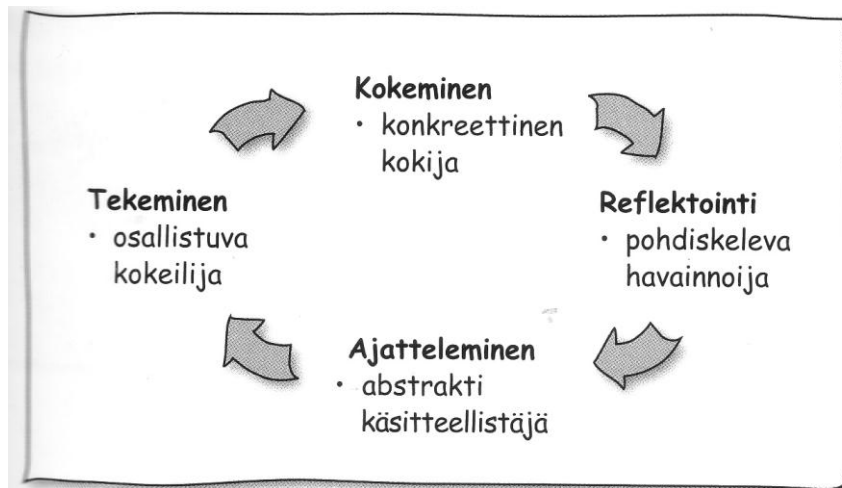 Kokeminen
• konkreettinen
kokija
Tekeminen
• osallistuva
kokeilija
Reflektointi
• pohdiskeleva
havainnoija
Ajatteleminen
• abstrakti
käsitteellistäjä